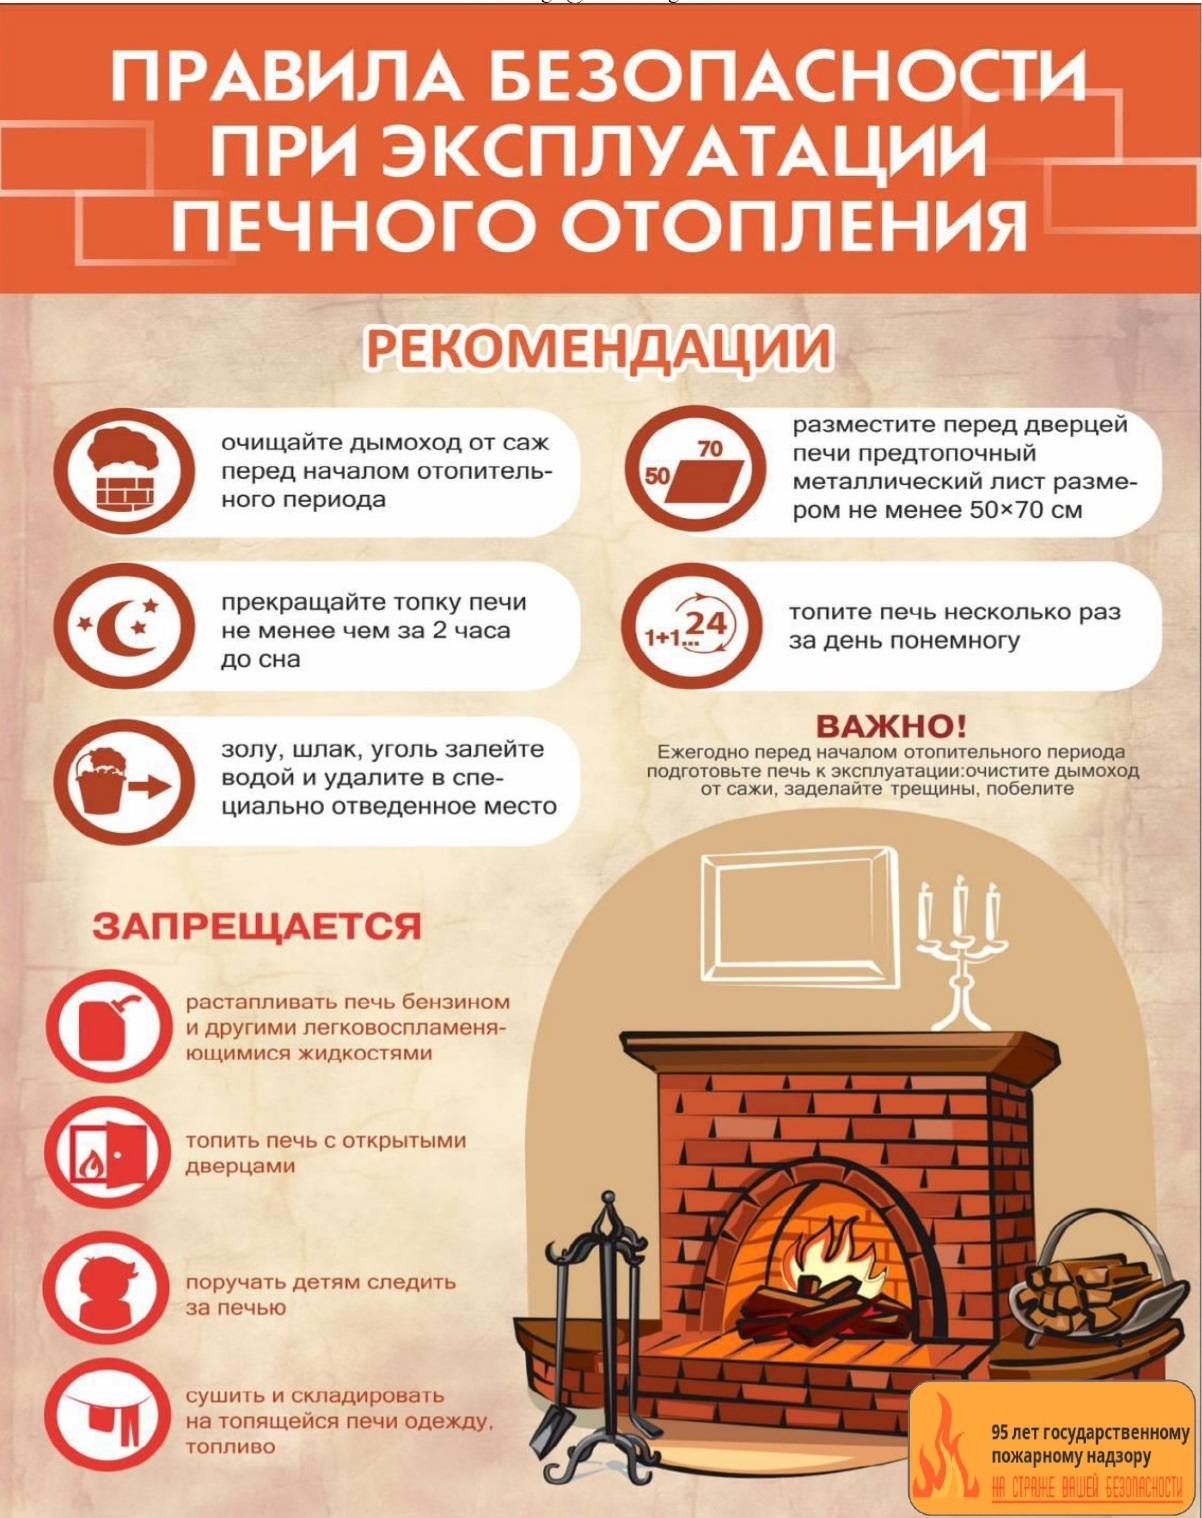 ПРАВИЛА БЕЗОПАСНОСТИ
ПРИ ЭКСПЛУАТАЦИИ
ПЕЧНОГО ОТОПЛЕНИЯ
РЕКОМЕНДАЦИИ
очищайте дымоход от саж
перед началом отопитель-
ного периода
прекращайте топку печи
не менее чем за 2 часа
до сна
золу, шлак, уголь залейте
водой и удалите в спе-
циально отведенное место
50
70
разместите перед дверцей
печи предтопочный
металлический лист разме-
ром не менее 50×70 см
1+1...24
топите печь несколько раз
за день понемногу
ВАЖНО!
Ежегодно перед началом отопительного периода
подготовьте печь к эксплуатации:очистите дымоход
от сажи, заделайте трещины, побелите
ЗАПРЕЩАЕТСЯ
растапливать печь бензином
и другими легковоспламеня-
ющимися жидкостями
топить печь с открытыми
дверцами
поручать детям следить
за печью
сушить и складировать
на топящейся печи одежду,
топливо
95 лет государственному
пожарному надзору
НА СТРАЖЕ ВАШЕЙ БЕЗОПАСНОСТИ